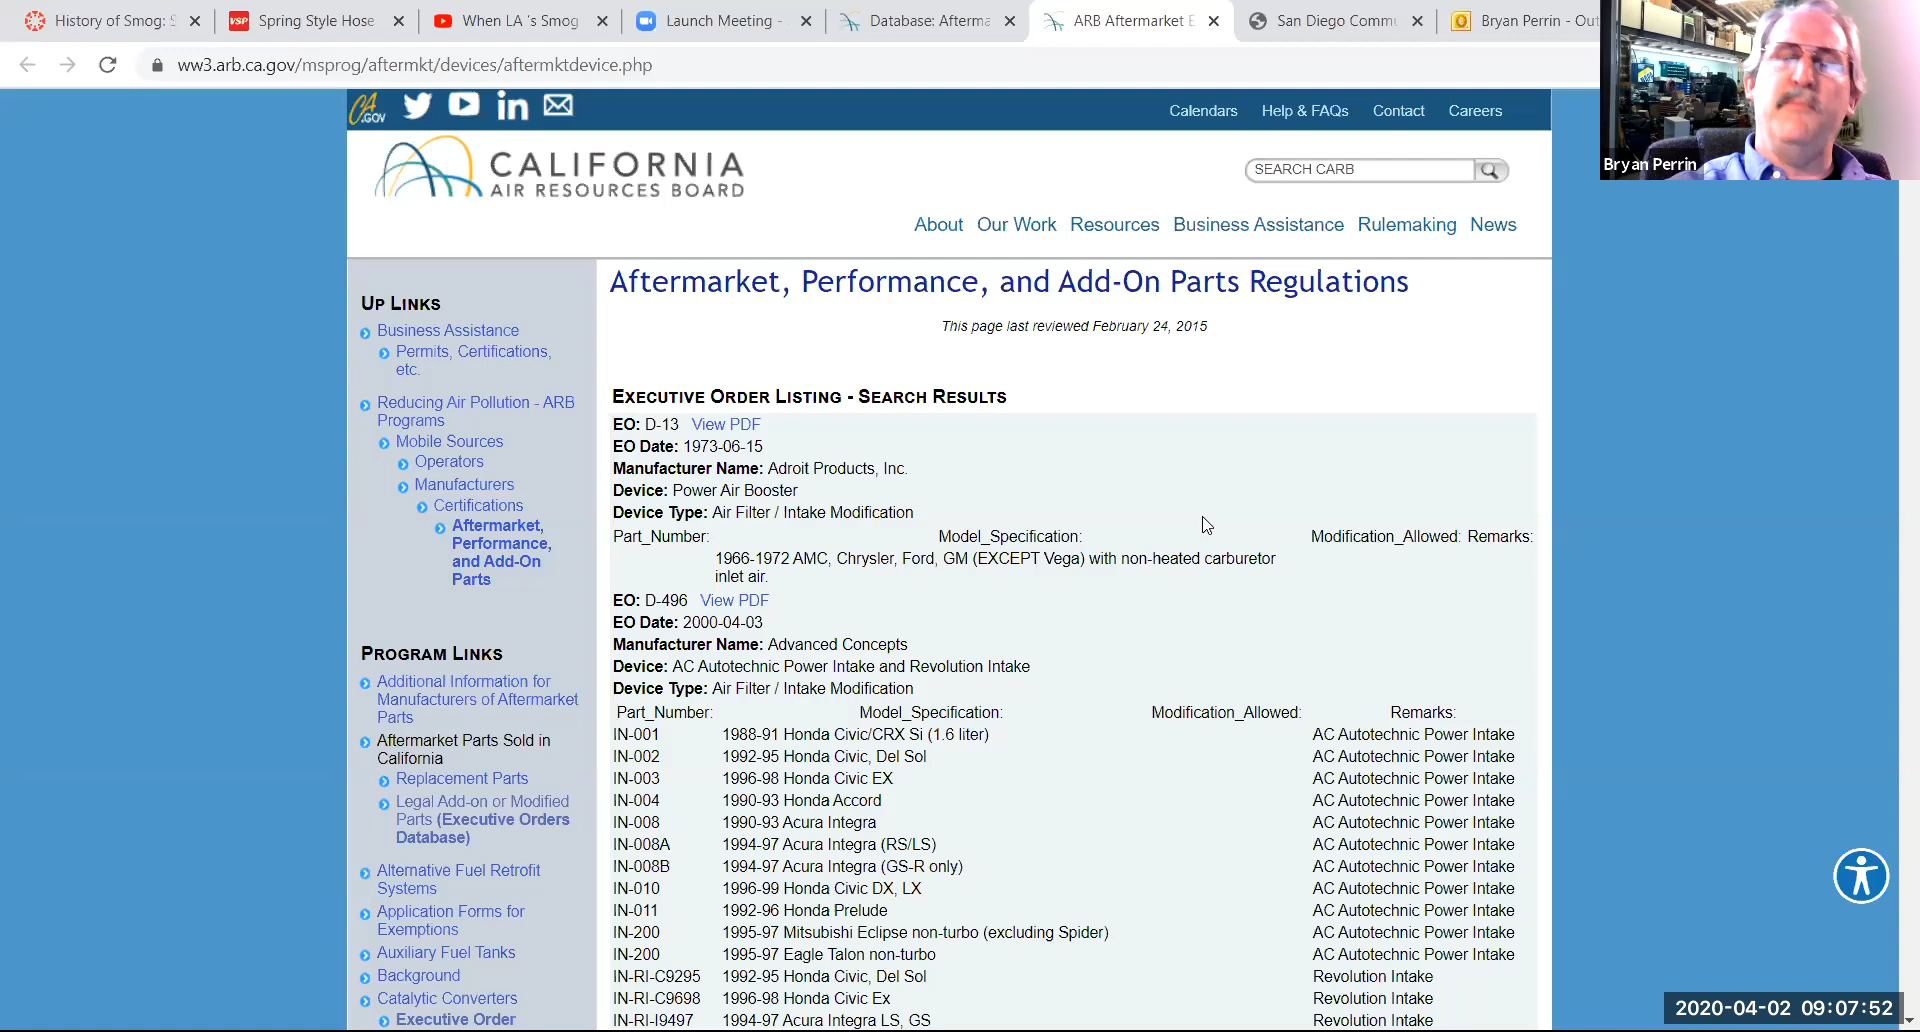 History of Smog: S
VSP
Spring Style Hose
When LA 's Smog
Launch Meeting -
Database: Afterma
ARB Aftermarket E
San Diego Commu
Bryan Perrin - Out
ww3.arb.ca.gov/msprog/aftermkt/devices/aftermktdevice.php
Bryan Perrin
CA.GOV
Calendars
Help & FAQs
Contact
Careers
CALIFORNIA
AIR RESOURCES BOARD
SEARCH CARB
About
Our Work
Resources
Business Assistance
Rulemaking
News
UP LINKS
Business Assistance
Permits, Certifications,
etc.
Reducing Air Pollution - ARB
Programs
Mobile Sources
Operators
Manufacturers
Certifications
Aftermarket,
Performance,
and Add-On
Parts
PROGRAM LINKS
Additional Information for
Manufacturers of Aftermarket
Parts
Aftermarket Parts Sold in
California
Replacement Parts
Legal Add-on or Modified
Parts (Executive Orders
Database)
Alternative Fuel Retrofit
Systems
Application Forms for
Exemptions
Auxiliary Fuel Tanks
Background
Catalytic Converters
Executive Order
Aftermarket, Performance, and Add-On Parts Regulations
This page last reviewed February 24, 2015
EXECUTIVE ORDER LISTING - SEARCH RESULTS
EO: D-13 View PDF
EO Date: 1973-06-15
Manufacturer Name: Adroit Products, Inc.
Device: Power Air Booster
Device Type: Air Filter / Intake Modification
Part_Number: Model_Specification: Modification_Allowed: Remarks:
1966-1972 AMC, Chrysler, Ford, GM (EXCEPT Vega) with non-heated carburetor
inlet air.
EO: D-496 View PDF
EO Date: 2000-04-03
Manufacturer Name: Advanced Concepts
Device: AC Autotechnic Power Intake and Revolution Intake
Device Type: Air Filter / Intake Modification
Part_Number: Model_Specification: Modification_Allowed: Remarks:
IN-001 1988-91 Honda Civic/CRX Si (1.6 liter) AC Autotechnic Power Intake
IN-002 1992-95 Honda Civic, Del Sol AC Autotechnic Power Intake
IN-003 1996-98 Honda Civic EX AC Autotechnic Power Intake
IN-004 1990-93 Honda Accord AC Autotechnic Power Intake
IN-008 1990-93 Acura Integra AC Autotechnic Power Intake
IN-008A 1994-97 Acura Integra (RS/LS) AC Autotechnic Power Intake
IN-008B 1994-97 Acura Integra (GS-R only) AC Autotechnic Power Intake
IN-010 1996-99 Honda Civic DX, LX AC Autotechnic Power Intake
IN-011 1992-96 Honda Prelude AC Autotechnic Power Intake
IN-200 1995-97 Mitsubishi Eclipse non-turbo (excluding Spider) AC Autotechnic Power Intake
IN-200 1995-97 Eagle Talon non-turbo AC Autotechnic Power Intake
IN-RI-C9295 1992-95 Honda Civic, Del Sol Revolution Intake
IN-RI-C9698 1996-98 Honda Civic Ex Revolution Intake
IN-RI-I9497 1994-97 Acura Integra LS, GS Revolution Intake
2020-04-02 09:07:52